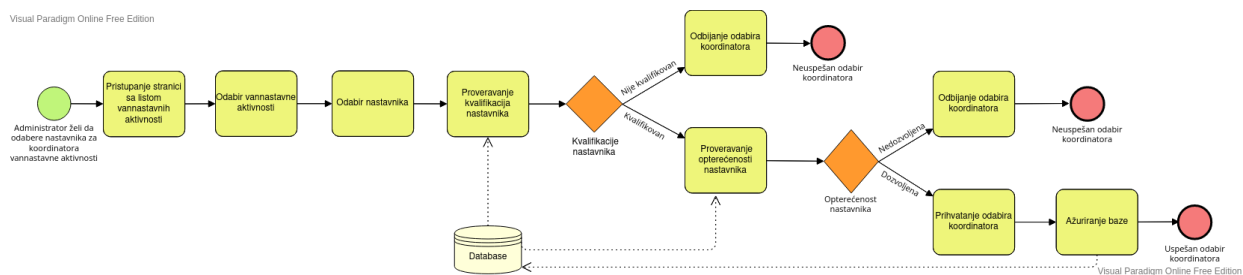 Visual Paradigm Online Free Edition
Administrator želi da
odabere nastavnika za
koordinatora
vannastavne aktivnosti
Pristupanje stranici
sa listom
vannastavnih
aktivnosti
Odabir vannastavne
aktivnosti
Odabir nastavnika
Proveravanje
kvalifikacija
nastavnika
Kvalifikacije
nastavnika
Nije kvalifikovan
Kvalifikovan
Odbijanje odabira
koordinatora
Neuspešan odabir
koordinatora
Proveravanje
opterećenosti
nastavnika
Opterećenost
nastavnika
Nedozvoljena
Dozvoljena
Odbijanje odabira
koordinatora
Neuspešan odabir
koordinatora
Prihvatanje odabira
koordinatora
Ažuriranje baze
Uspešan odabir
koordinatora
Database
Visual Paradigm Online Free Edition